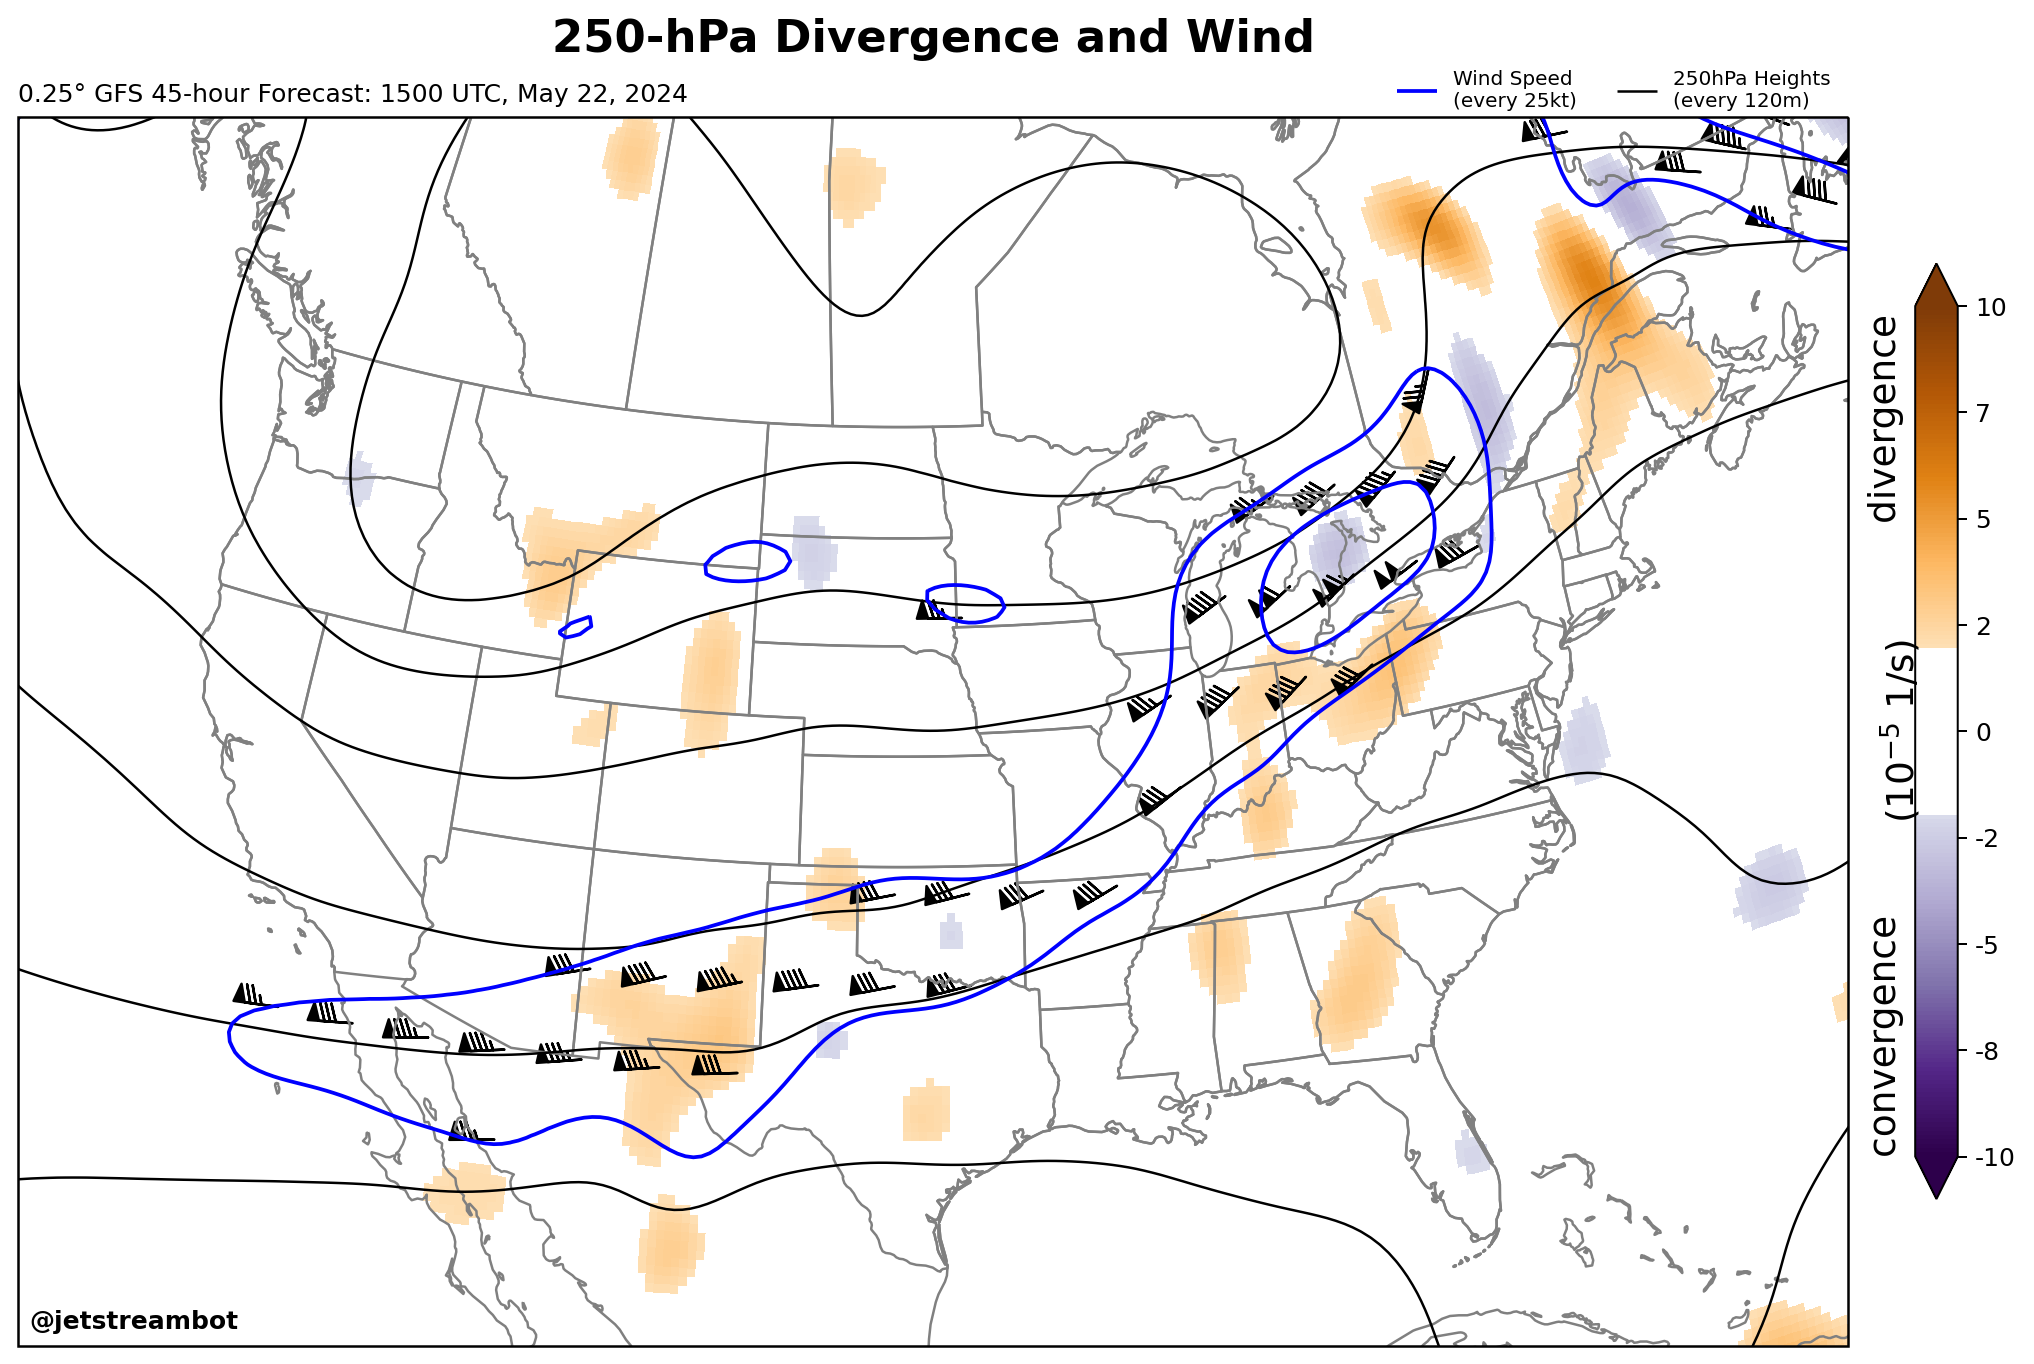 250-hPa Divergence and Wind
0.25° GFS 45-hour Forecast: 1500 UTC, May 22, 2024
Wind Speed
(every 25kt)
250hPa Heights
(every 120m)
divergence
(10⁻⁵ 1/s)
convergence
10
7
5
2
0
-2
-5
-8
-10
@jetstreambot